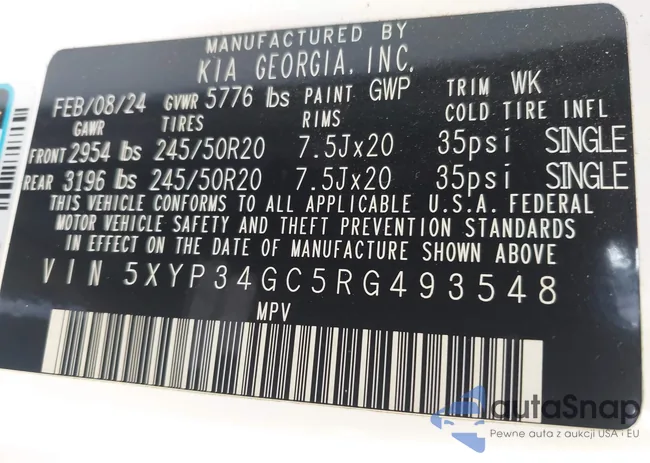 MANUFACTURED BY
KIA GEORGIA, INC.
FEB/08/24 GVWR 5776 lbs PAINT GWP TRIM WK
GAWR TIRES RIMS COLD TIRE INFL
FRONT 2954 lbs 245/50R20 7.5Jx20 35psi SINGLE
REAR 3196 lbs 245/50R20 7.5Jx20 35psi SINGLE
THIS VEHICLE CONFORMS TO ALL APPLICABLE U.S.A. FEDERAL
MOTOR VEHICLE SAFETY AND THEFT PREVENTION STANDARDS
IN EFFECT ON THE DATE OF MANUFACTURE SHOWN ABOVE
VIN 5XYP34GC5RG493548
MPV
autaSnap
Pewne auta z aukcji USA i EU